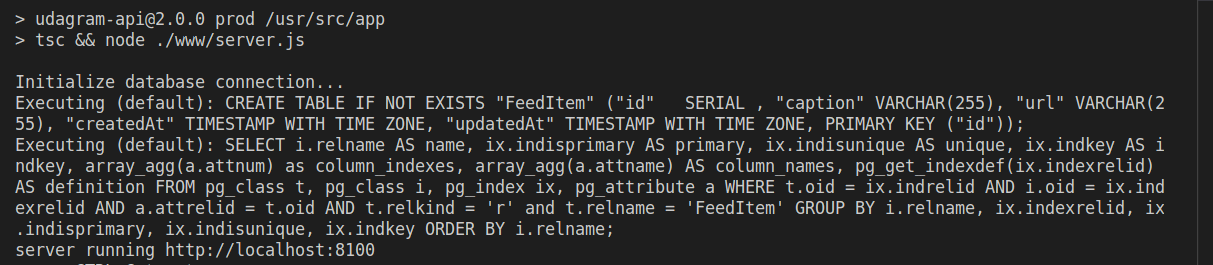 > udagram-api@2.0.0 prod /usr/src/app
> tsc && node ./www/server.js
Initialize database connection...
Executing (default): CREATE TABLE IF NOT EXISTS "FeedItem" ("id"   SERIAL , "caption" VARCHAR(255), "url" VARCHAR(2
55), "createdAt" TIMESTAMP WITH TIME ZONE, "updatedAt" TIMESTAMP WITH TIME ZONE, PRIMARY KEY ("id"));
Executing (default): SELECT i.relname AS name, ix.indisprimary AS primary, ix.indisunique AS unique, ix.indkey AS i
ndkey, array_agg(a.attnum) as column_indexes, array_agg(a.attname) AS column_names, pg_get_indexdef(ix.indexrelid)
AS definition FROM pg_class t, pg_class i, pg_index ix, pg_attribute a WHERE t.oid = ix.indrelid AND i.oid = ix.ind
exrelid AND a.attrelid = t.oid AND t.relkind = 'r' and t.relname = 'FeedItem' GROUP BY i.relname, ix.indexrelid, ix
.indisprimary, ix.indisunique, ix.indkey ORDER BY i.relname;
server running http://localhost:8100